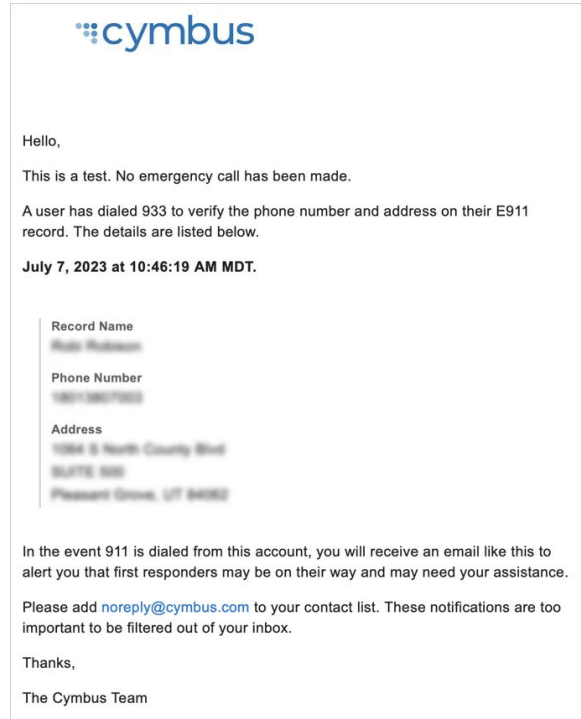 cymbus
Hello,
This is a test. No emergency call has been made.
A user has dialed 933 to verify the phone number and address on their E911
record. The details are listed below.
July 7, 2023 at 10:46:19 AM MDT.
Record Name
Phone Number
Address
In the event 911 is dialed from this account, you will receive an email like this to
alert you that first responders may be on their way and may need your assistance.
Please add noreply@cymbus.com to your contact list. These notifications are too
important to be filtered out of your inbox.
Thanks,
The Cymbus Team